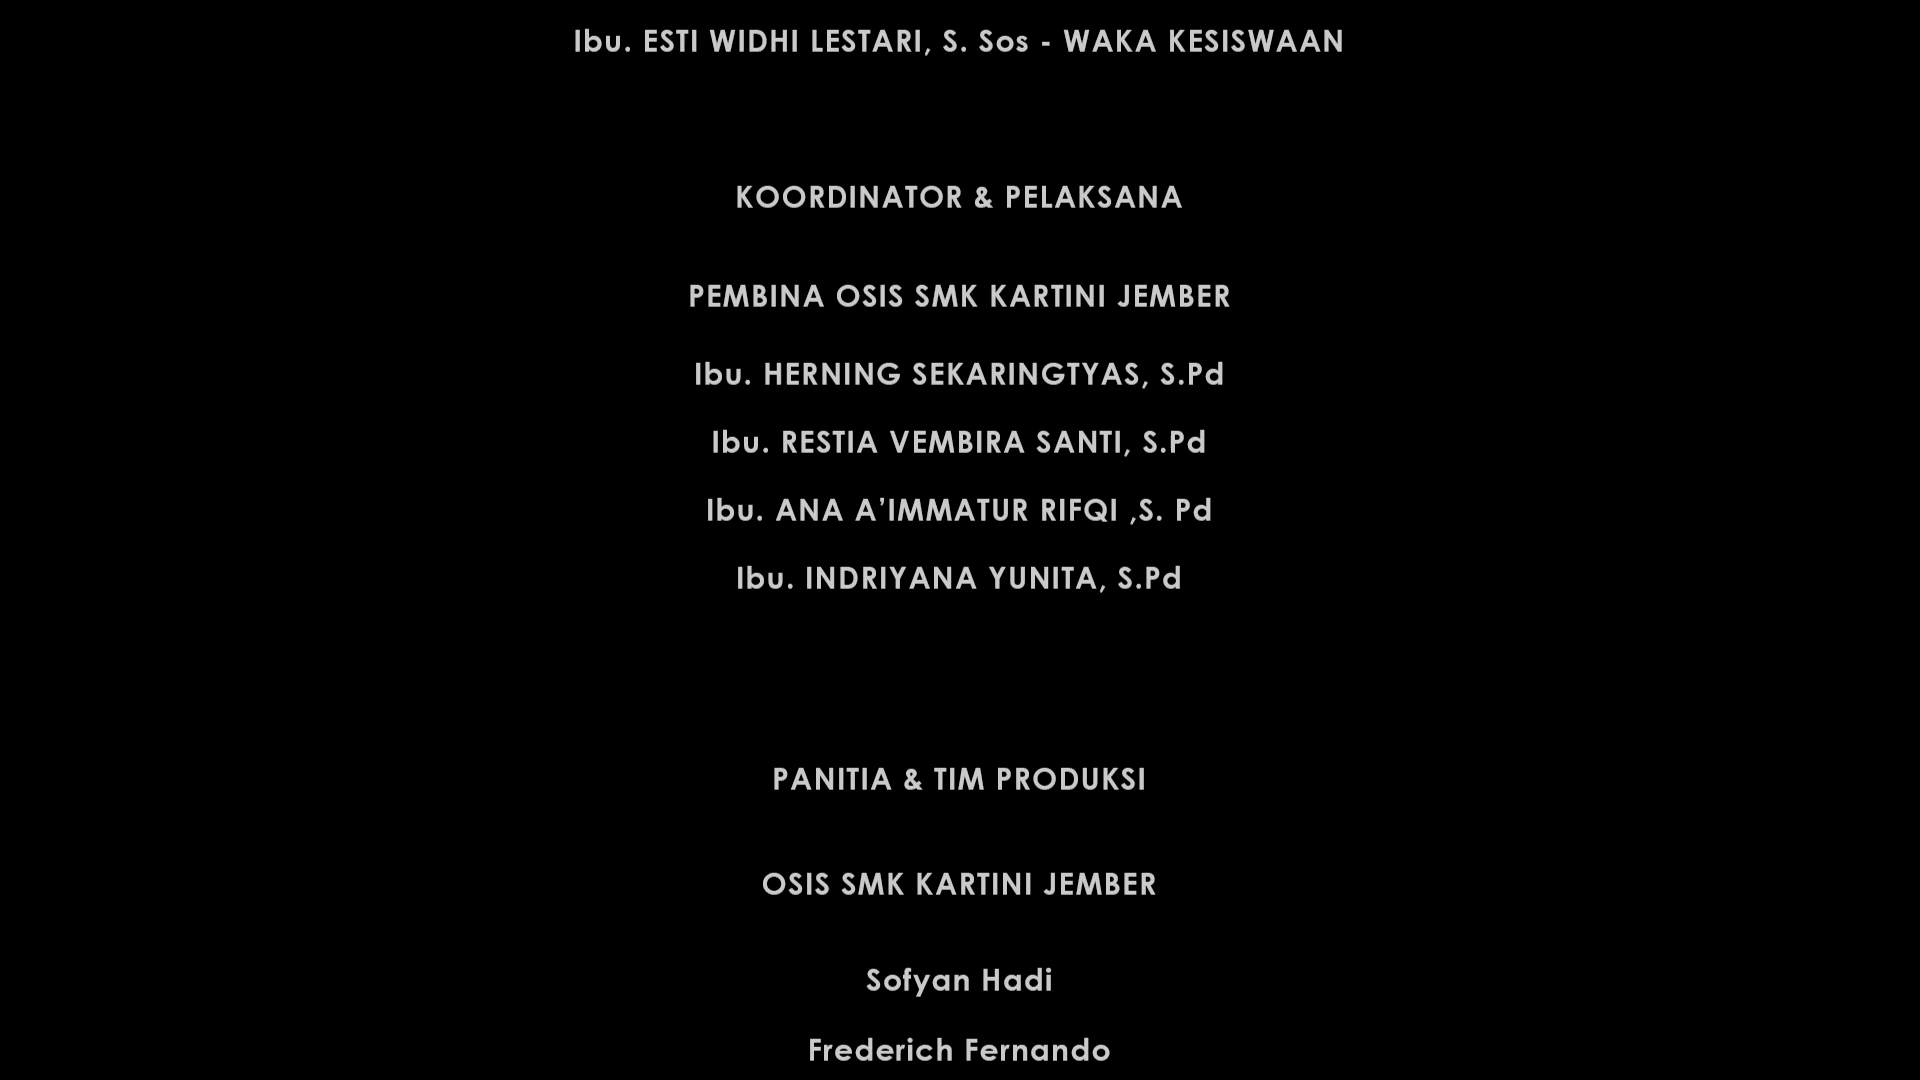 Ibu. ESTI WIDHI LESTARI, S. Sos - WAKA KESISWAAN
KOORDINATOR & PELAKSANA
PEMBINA OSIS SMK KARTINI JEMBER
Ibu. HERNING SEKARINGTYAS, S.Pd
Ibu. RESTIA VEMBIRA SANTI, S.Pd
Ibu. ANA A’IMMATUR RIFQI ,S. Pd
Ibu. INDRIYANA YUNITA, S.Pd
PANITIA & TIM PRODUKSI
OSIS SMK KARTINI JEMBER
Sofyan Hadi
Frederich Fernando